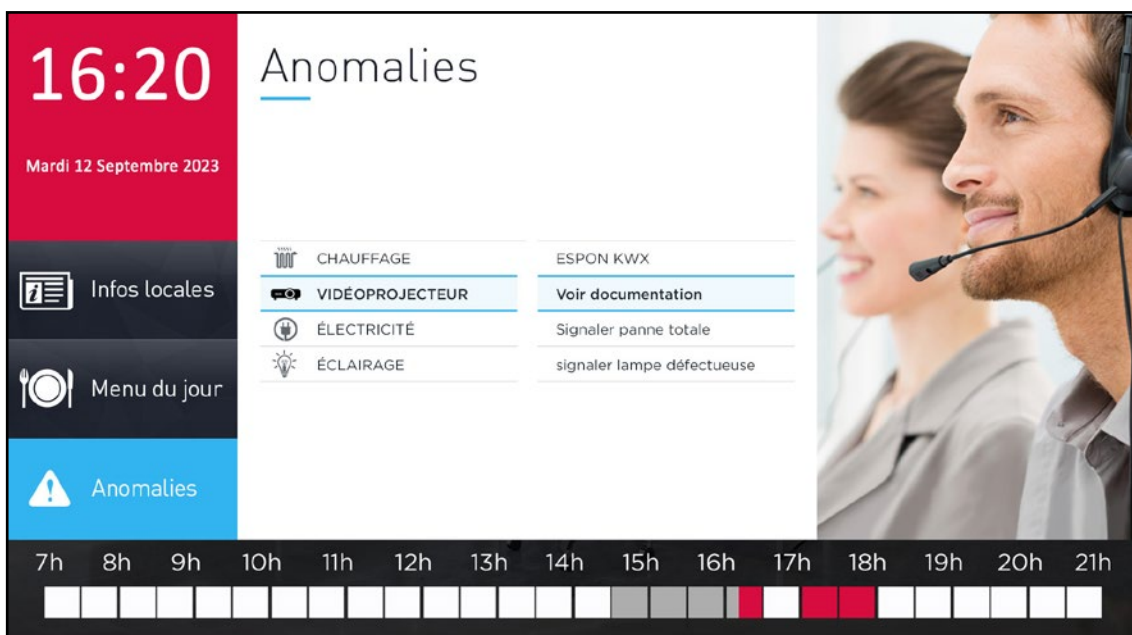 16:20
Mardi 12 Septembre 2023
Infos locales
Menu du jour
Anomalies
Anomalies
CHAUFFAGE ESPON KWX
VIDÉOPROJECTEUR Voir documentation
ÉLECTRICITÉ Signaler panne totale
ÉCLAIRAGE signaler lampe défectueuse
7h 8h 9h 10h 11h 12h 13h 14h 15h 16h 17h 18h 19h 20h 21h